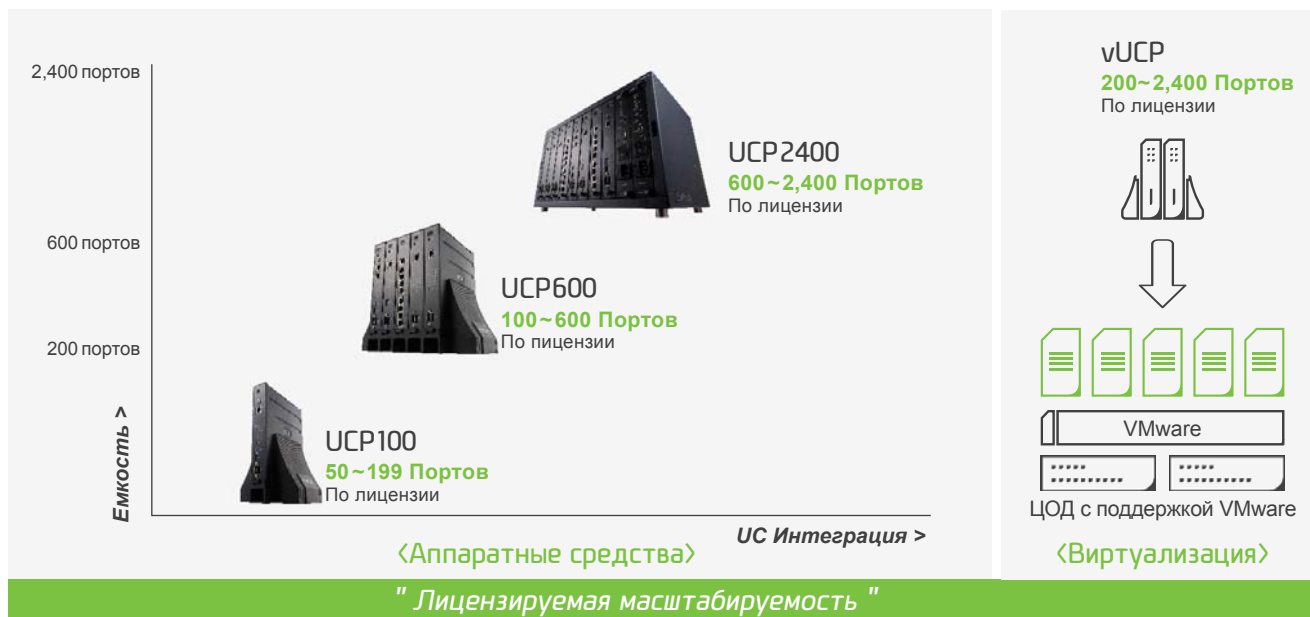 2,400 портов
600 портов
200 портов
Емкость >
UCP2400
600~2,400 Портов
По лицензии
UCP600
100~600 Портов
По лицензии
UCP100
50~199 Портов
По лицензии
UC Интеграция >
<Аппаратные средства>
vUCP
200~2,400 Портов
По лицензии
VMware
ЦОД с поддержкой VMware
<Виртуализация>
" Лицензируемая масштабируемость "